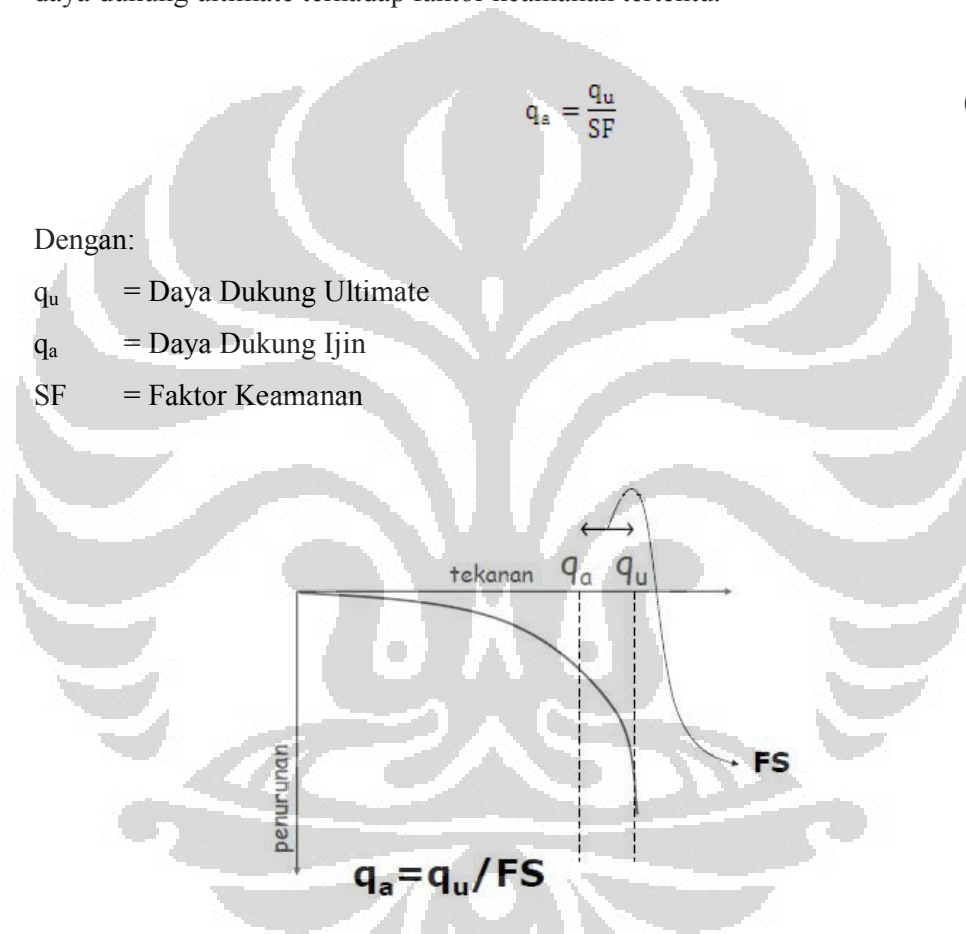 daya dukung ultimate terhadap faktor keamanan tertentu.
qₐ = qᵤ/SF
(
Dengan:
qᵤ = Daya Dukung Ultimate
qₐ = Daya Dukung Ijin
SF = Faktor Keamanan
tekanan qₐ qᵤ
penurunan
FS
qₐ=qᵤ/FS